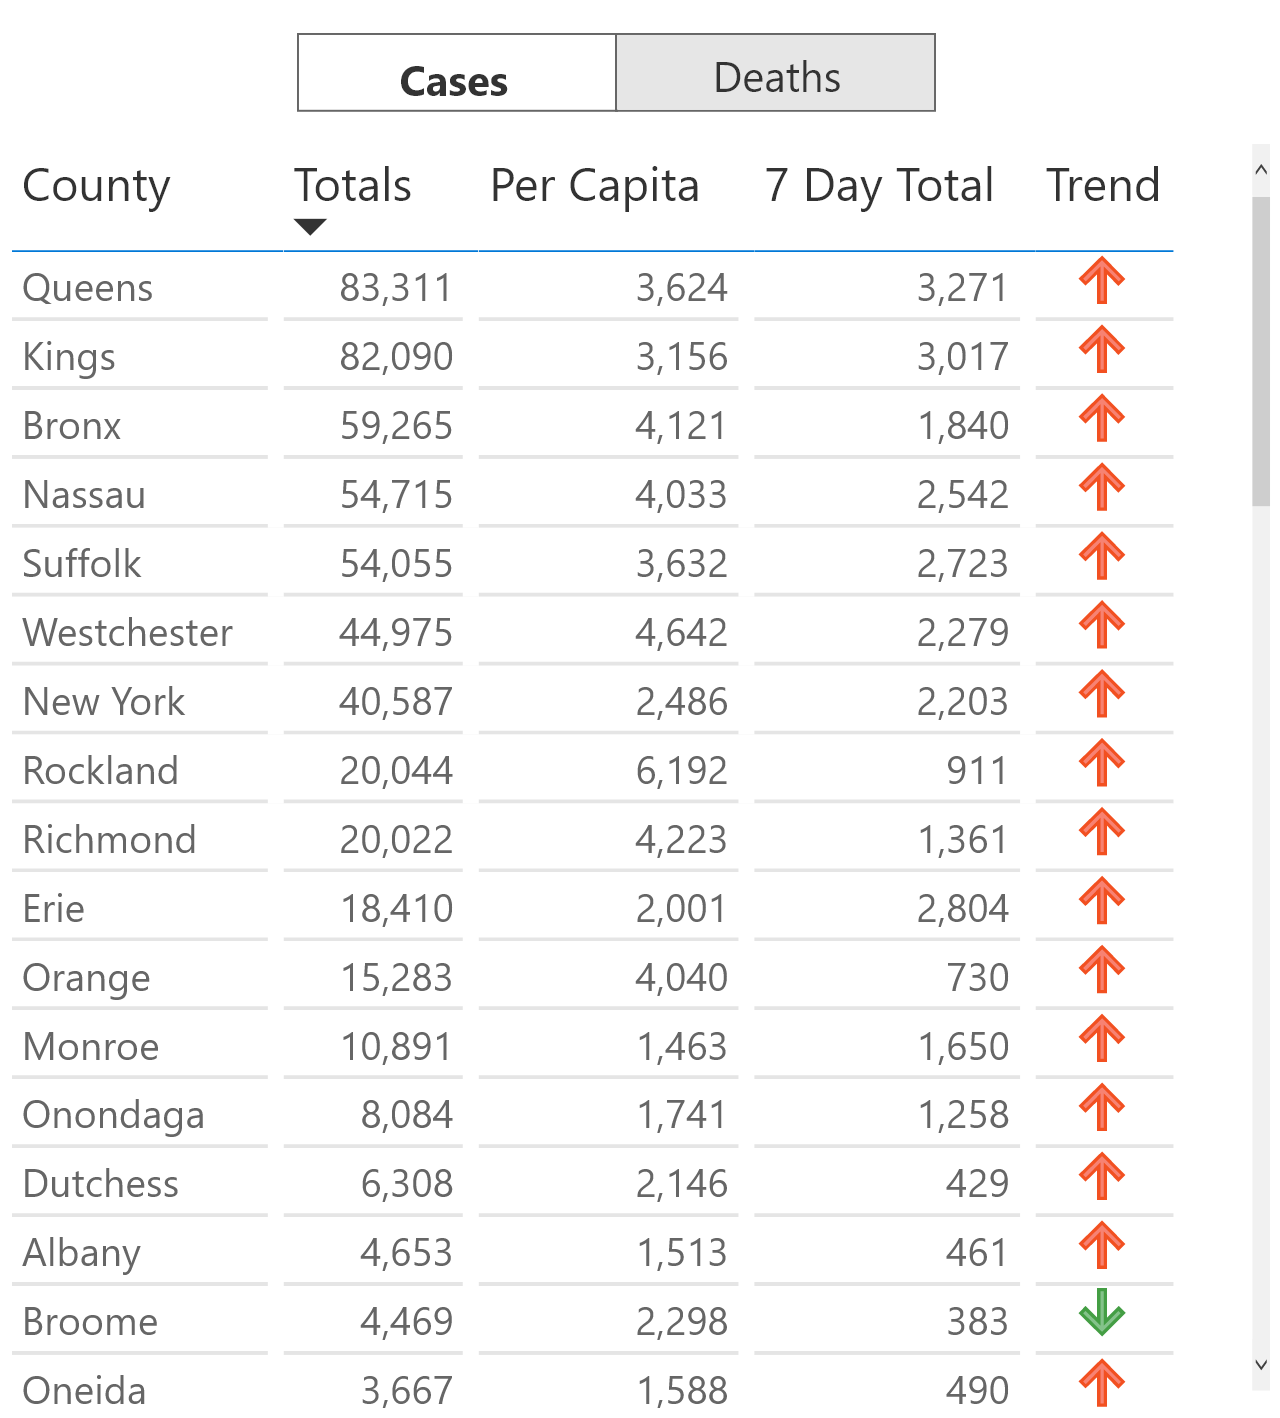 Cases Deaths
County Totals Per Capita 7 Day Total Trend
Queens 83,311 3,624 3,271
Kings 82,090 3,156 3,017
Bronx 59,265 4,121 1,840
Nassau 54,715 4,033 2,542
Suffolk 54,055 3,632 2,723
Westchester 44,975 4,642 2,279
New York 40,587 2,486 2,203
Rockland 20,044 6,192 911
Richmond 20,022 4,223 1,361
Erie 18,410 2,001 2,804
Orange 15,283 4,040 730
Monroe 10,891 1,463 1,650
Onondaga 8,084 1,741 1,258
Dutchess 6,308 2,146 429
Albany 4,653 1,513 461
Broome 4,469 2,298 383
Oneida 3,667 1,588 490